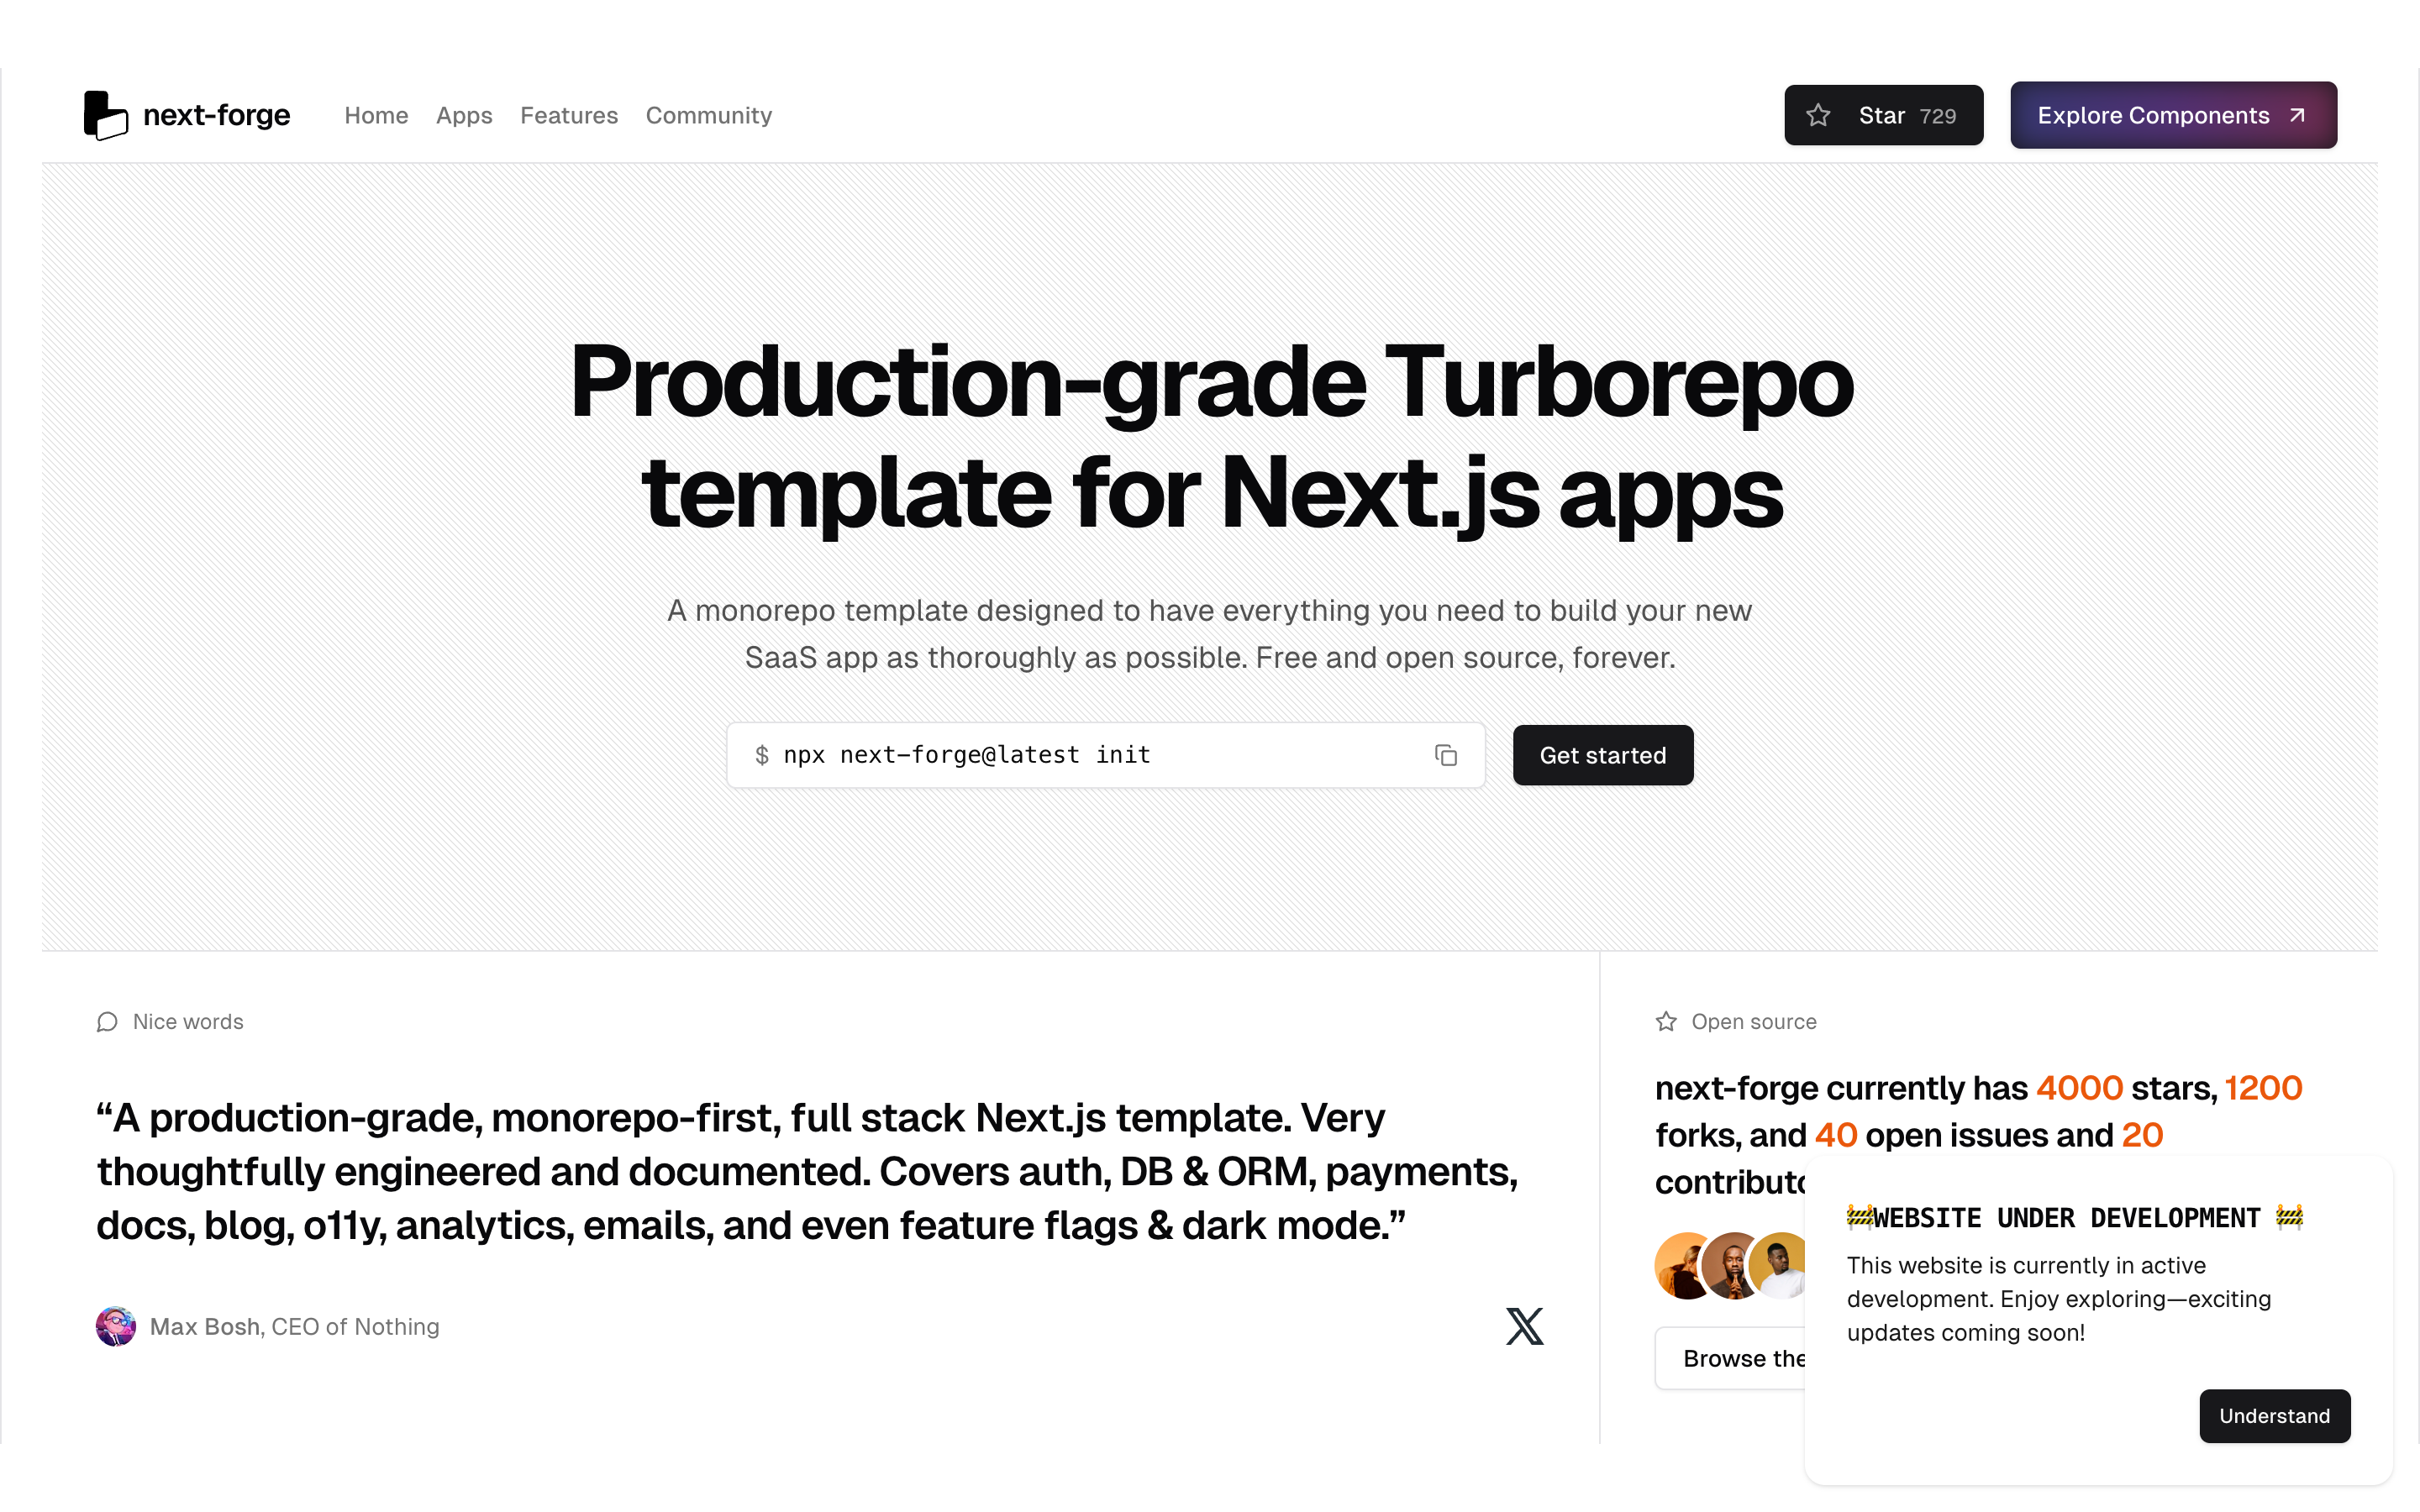 next-forge
Home Apps Features Community
Star 729
Explore Components
Production-grade Turborepo
template for Next.js apps
A monorepo template designed to have everything you need to build your new
SaaS app as thoroughly as possible. Free and open source, forever.
$ npx next-forge@latest init
Get started
Nice words
“A production-grade, monorepo-first, full stack Next.js template. Very
thoughtfully engineered and documented. Covers auth, DB & ORM, payments,
docs, blog, o11y, analytics, emails, and even feature flags & dark mode.”
Max Bosh, CEO of Nothing
Open source
next-forge currently has 4000 stars, 1200
forks, and 40 open issues and 20
Browse the
🚧WEBSITE UNDER DEVELOPMENT 🚧
This website is currently in active
development. Enjoy exploring—exciting
updates coming soon!
Understand